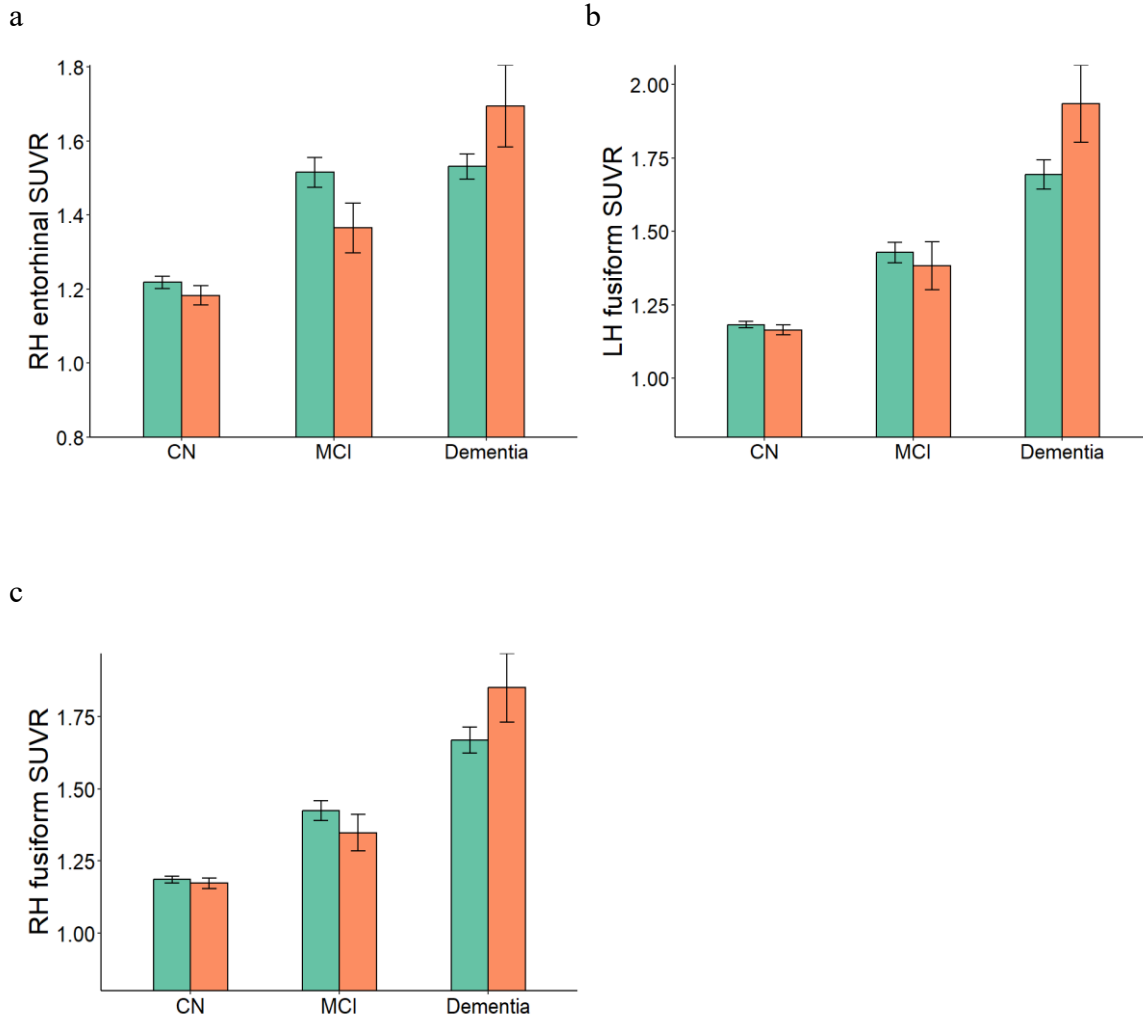 a
RH entorhinal SUVR
1.8
1.6
1.4
1.2
1.0
0.8
CN MCI Dementia
b
LH fusiform SUVR
2.00
1.75
1.50
1.25
1.00
CN MCI Dementia
c
RH fusiform SUVR
1.75
1.50
1.25
1.00
CN MCI Dementia